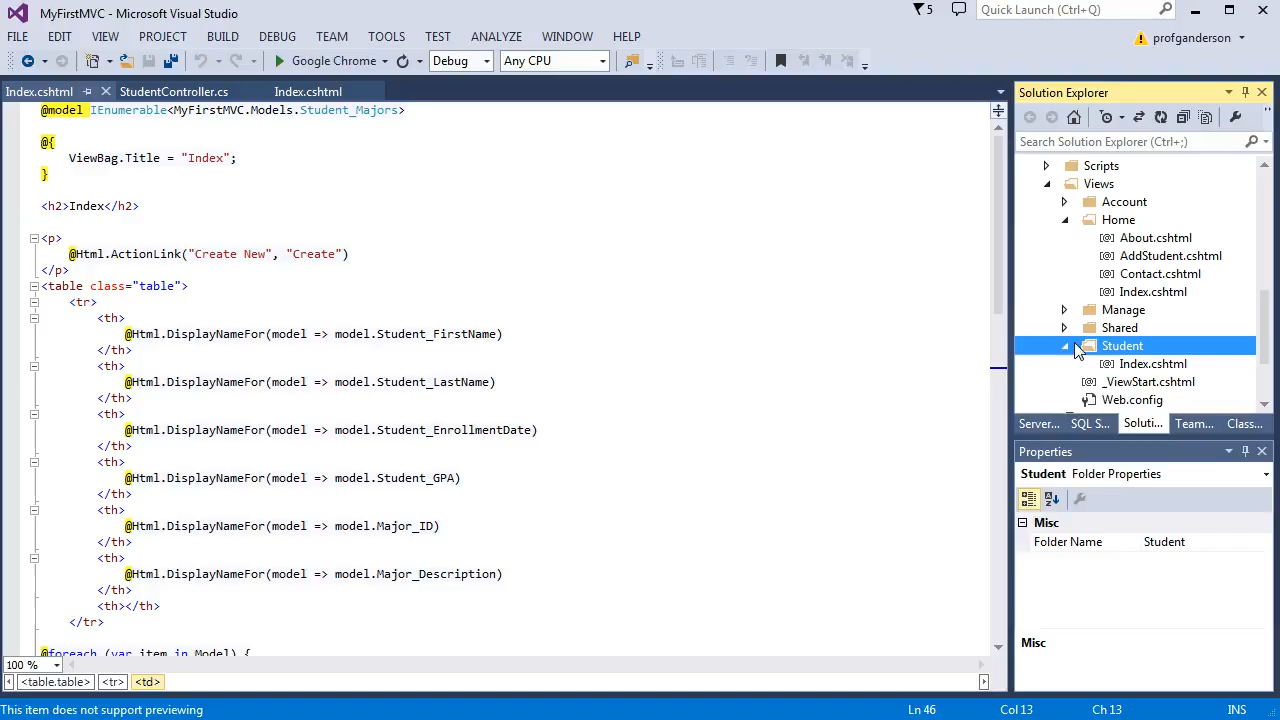 MyFirstMVC - Microsoft Visual Studio
5
Quick Launch (Ctrl+Q)
FILE EDIT VIEW PROJECT BUILD DEBUG TEAM TOOLS TEST ANALYZE WINDOW HELP
profganderson
Google Chrome
Debug
Any CPU
Index.cshtml
StudentController.cs
Index.cshtml
@model IEnumerable<MyFirstMVC.Models.Student_Majors>
@{
ViewBag.Title = "Index";
}
<h2>Index</h2>
<p>
@Html.ActionLink("Create New", "Create")
</p>
<table class="table">
<tr>
<th>
@Html.DisplayNameFor(model => model.Student_FirstName)
</th>
<th>
@Html.DisplayNameFor(model => model.Student_LastName)
</th>
<th>
@Html.DisplayNameFor(model => model.Student_EnrollmentDate)
</th>
<th>
@Html.DisplayNameFor(model => model.Student_GPA)
</th>
<th>
@Html.DisplayNameFor(model => model.Major_ID)
</th>
<th>
@Html.DisplayNameFor(model => model.Major_Description)
</th>
<th></th>
</tr>
@foreach (var item in Model) {
100 %
<table.table> <tr> <td>
Solution Explorer
Search Solution Explorer (Ctrl+;)
Scripts
Views
Account
Home
About.cshtml
AddStudent.cshtml
Contact.cshtml
Index.cshtml
Manage
Shared
Student
Index.cshtml
_ViewStart.cshtml
Web.config
Server... SQL S... Soluti... Team... Class...
Properties
Student Folder Properties
Misc
Folder Name Student
Misc
This item does not support previewing
Ln 46 Col 13 Ch 13 INS